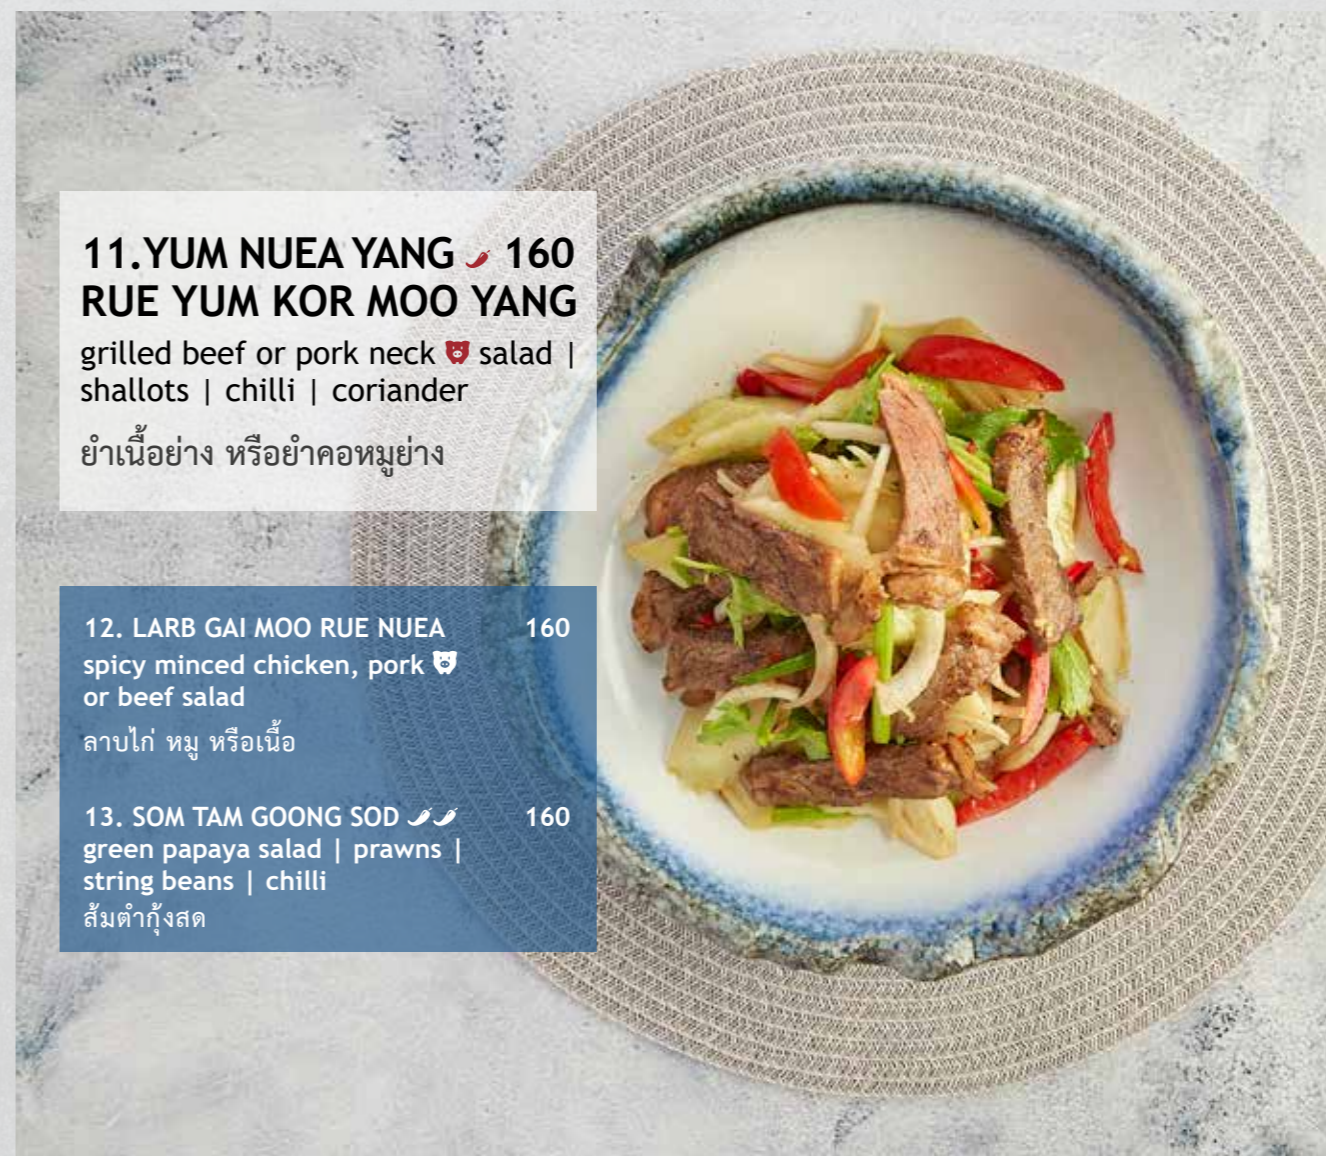 11.YUM NUEA YANG 160
RUE YUM KOR MOO YANG
grilled beef or pork neck salad |
shallots | chilli | coriander
ยำเนื้อย่าง หรือยำคอหมูย่าง
12. LARB GAI MOO RUE NUEA 160
spicy minced chicken, pork
or beef salad
ลาบไก่ หมู หรือเนื้อ
13. SOM TAM GOONG SOD 160
green papaya salad | prawns |
string beans | chilli
ส้มตำกุ้งสด